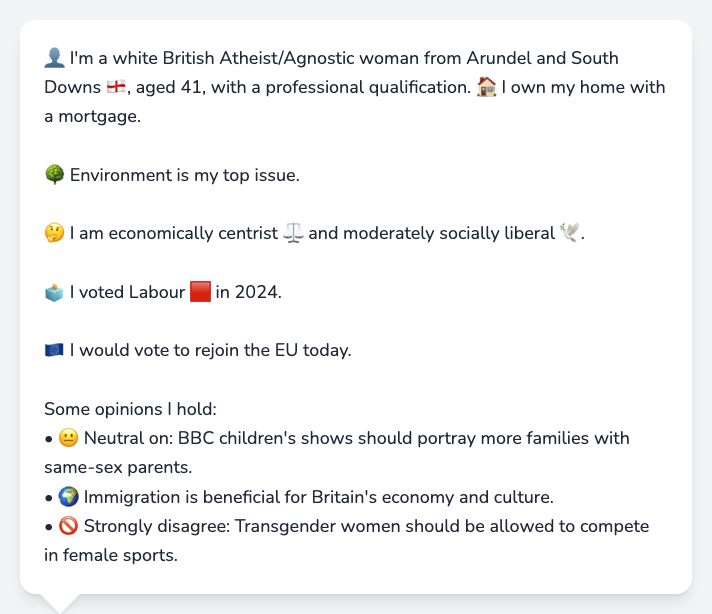 👤 I'm a white British Atheist/Agnostic woman from Arundel and South
Downs 🏴󠁧󠁢󠁥󠁮󠁧󠁿, aged 41, with a professional qualification. 🏠 I own my home with
a mortgage.
🌳 Environment is my top issue.
🤔 I am economically centrist ⚖️ and moderately socially liberal 🕊️.
🗳️ I voted Labour 🟥 in 2024.
🇪🇺 I would vote to rejoin the EU today.
Some opinions I hold:
• 😐 Neutral on: BBC children's shows should portray more families with
same-sex parents.
• 🌍 Immigration is beneficial for Britain's economy and culture.
• 🚫 Strongly disagree: Transgender women should be allowed to compete
in female sports.